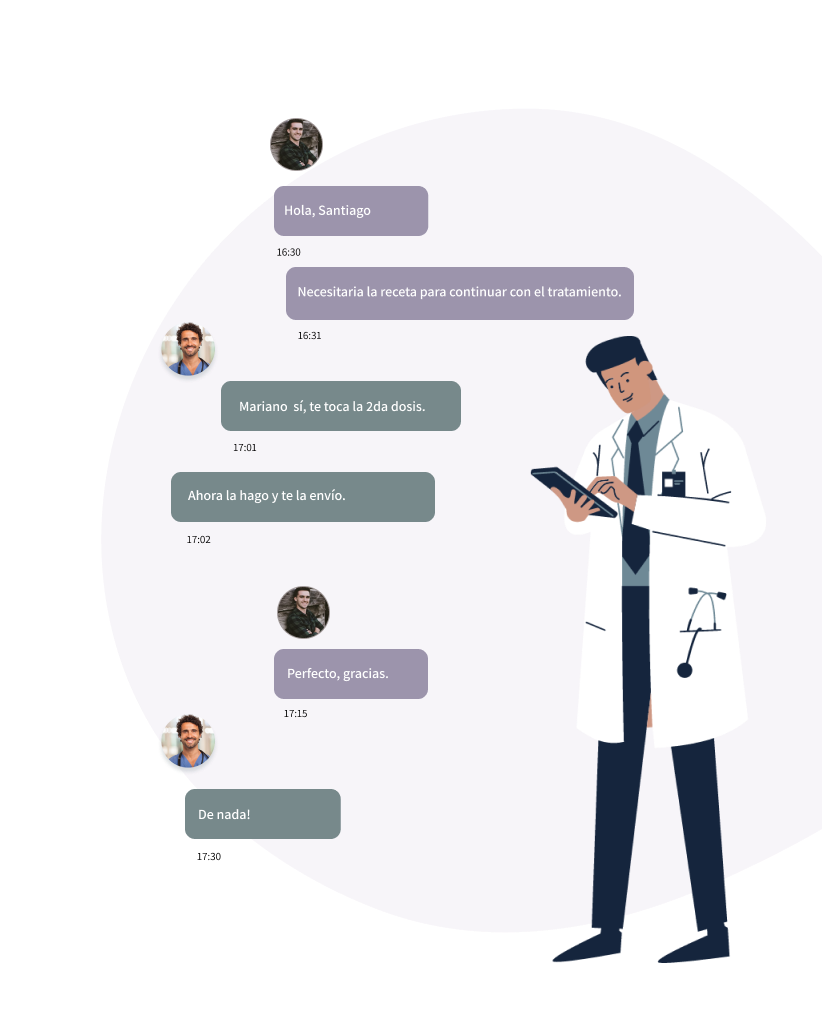 Hola, Santiago
16:30
Necesitaria la receta para continuar con el tratamiento.
16:31
Mariano  sí, te toca la 2da dosis.
17:01
Ahora la hago y te la envío.
17:02
Perfecto, gracias.
17:15
De nada!
17:30